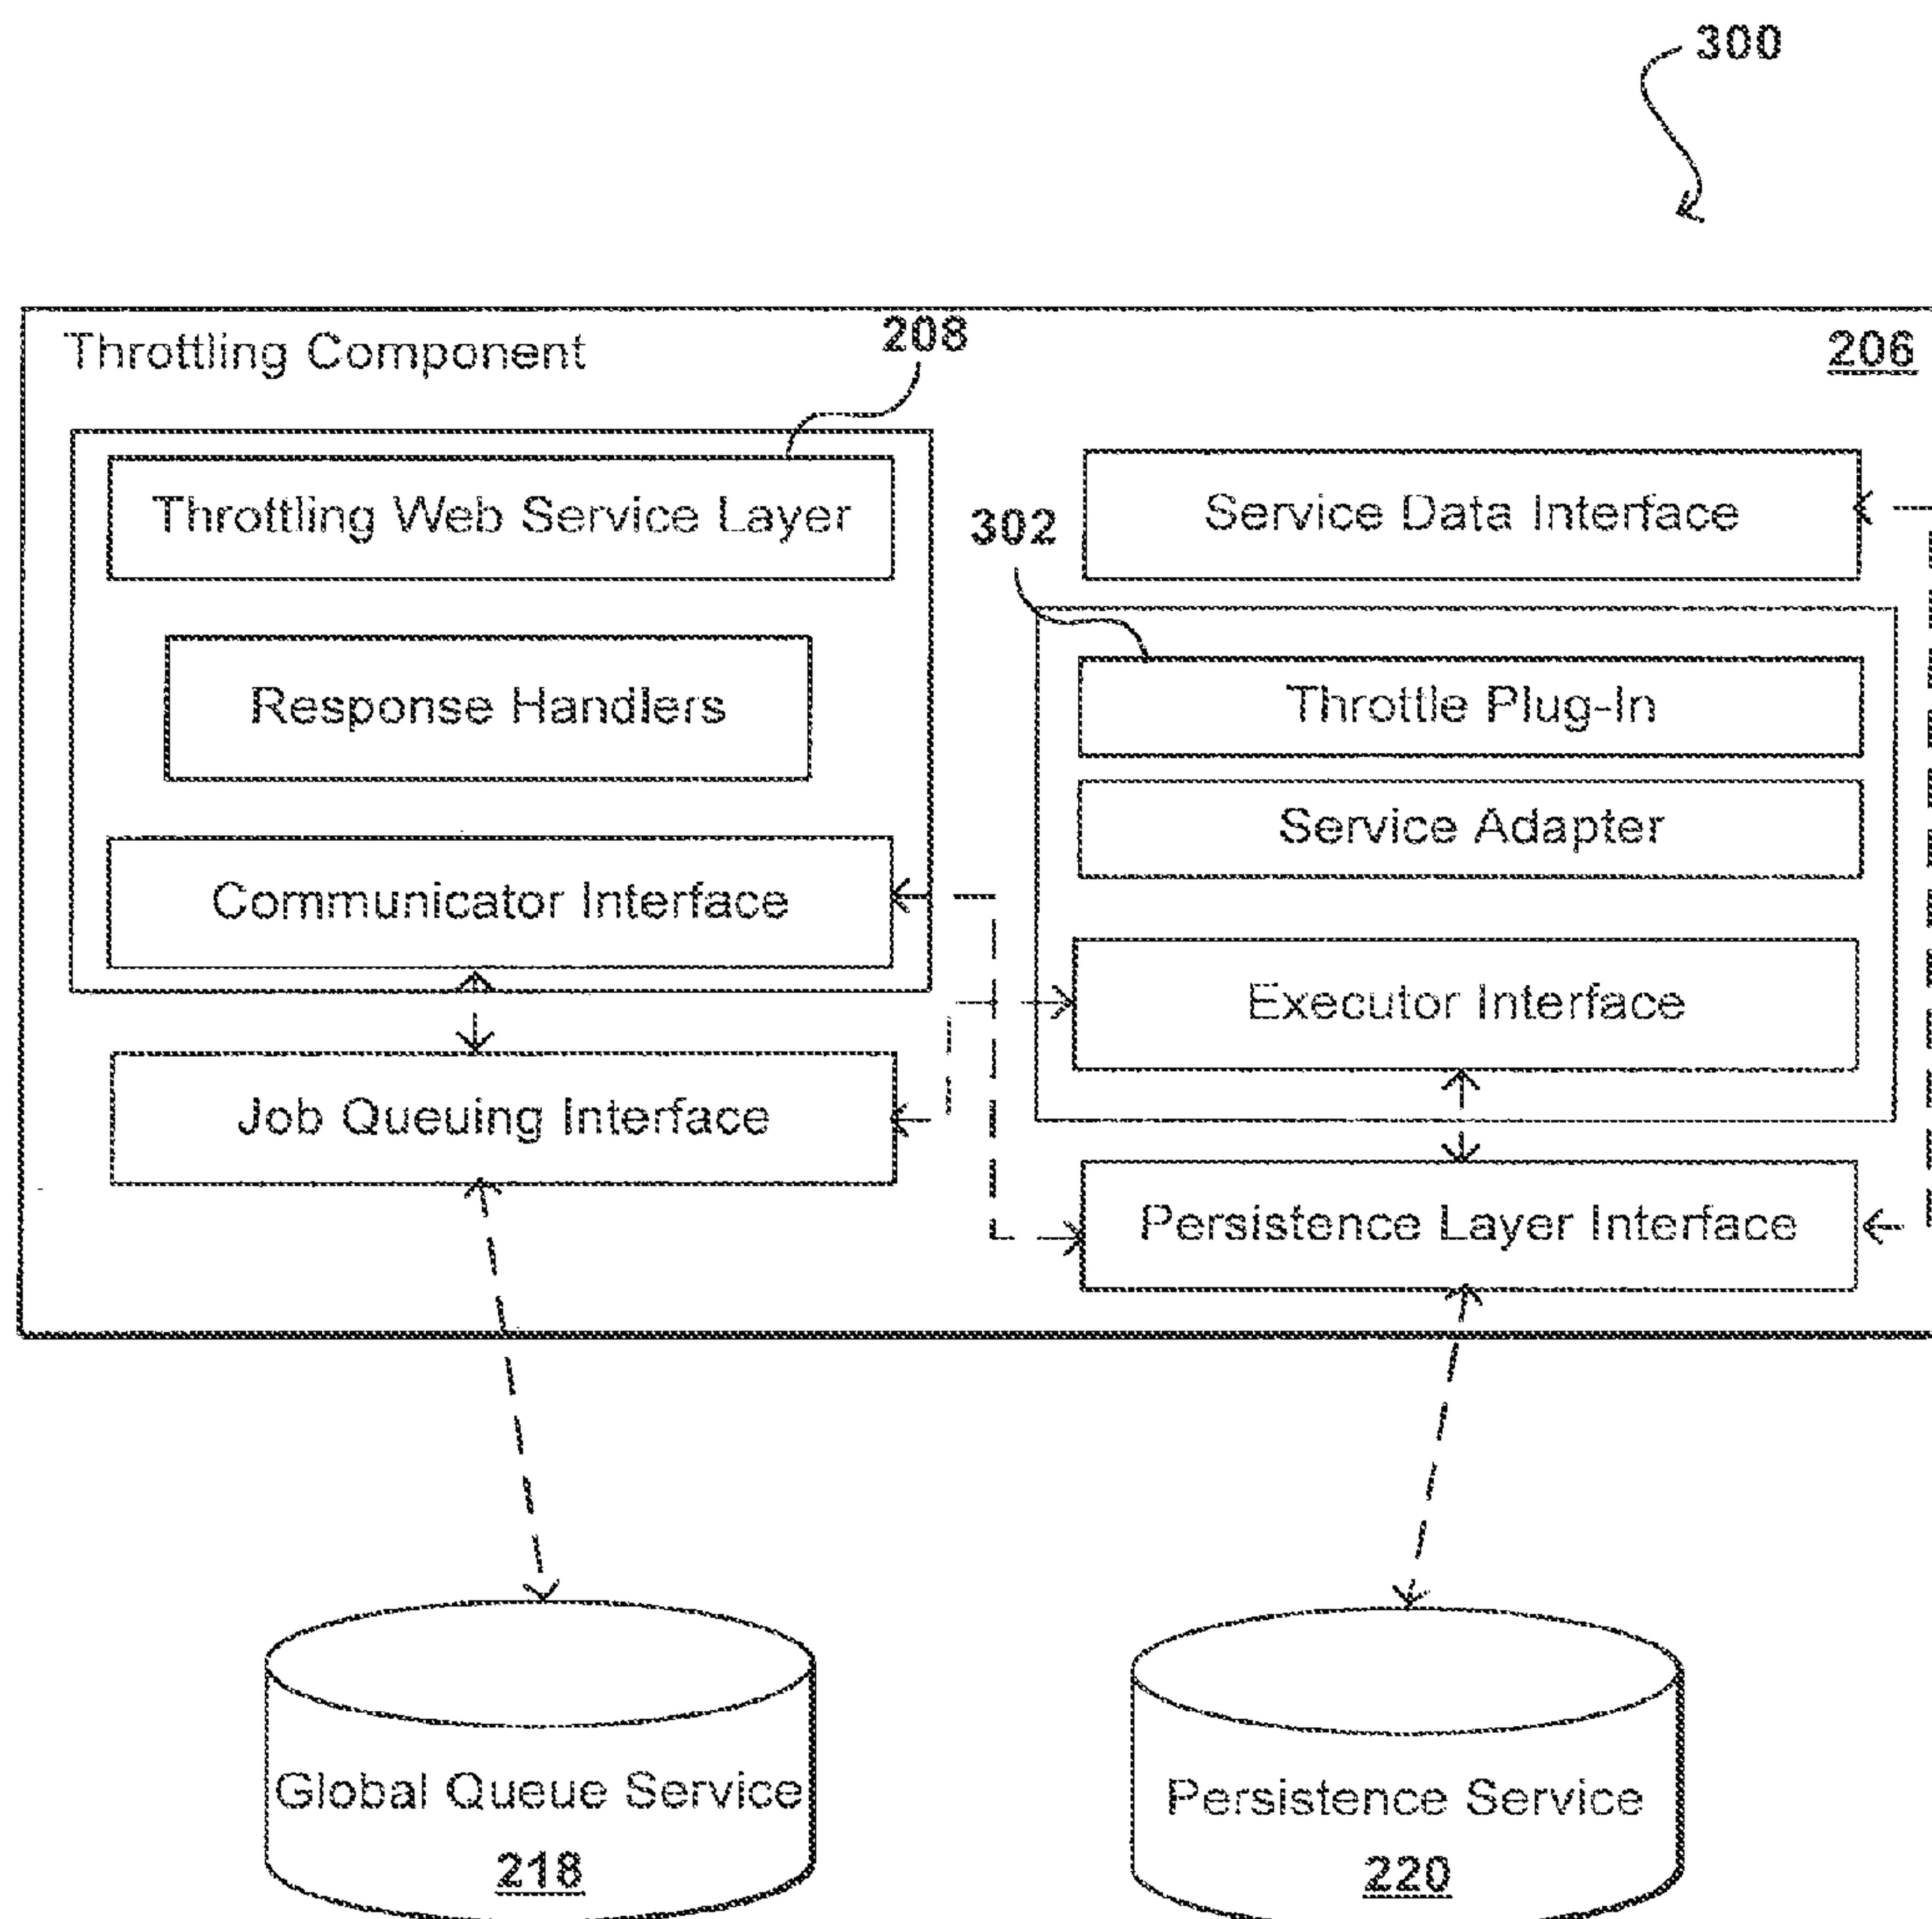 300
Throttling Component
208
206
Throttling Web Service Layer
Service Data Interface
302
Response Handlers
Throttle Plug-In
Service Adapter
Communicator Interface
Executor Interface
Job Queuing Interface
Persistence Layer Interface
Global Queue Service
218
Persistence Service
220